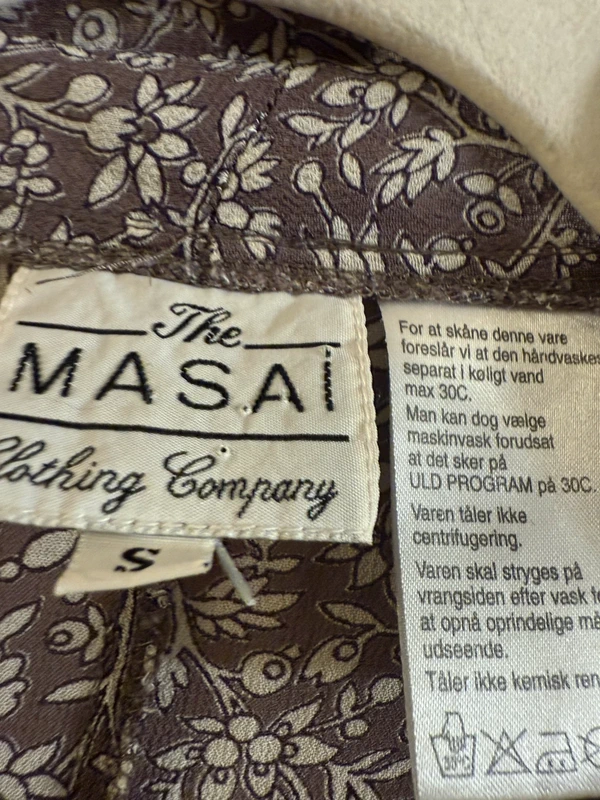 The
MASAI
Clothing Company
S
For at skåne denne vare
foreslår vi at den håndvaskes
separat i køligt vand
max 30C.
Man kan dog vælge
maskinvask forudsat
at det sker på
ULD PROGRAM på 30C.
Varen tåler ikke
centrifugering.
Varen skal stryges på
vrangsiden efter vask
at opnå oprindelige
udseende.
Tåler ikke kemisk
30°C